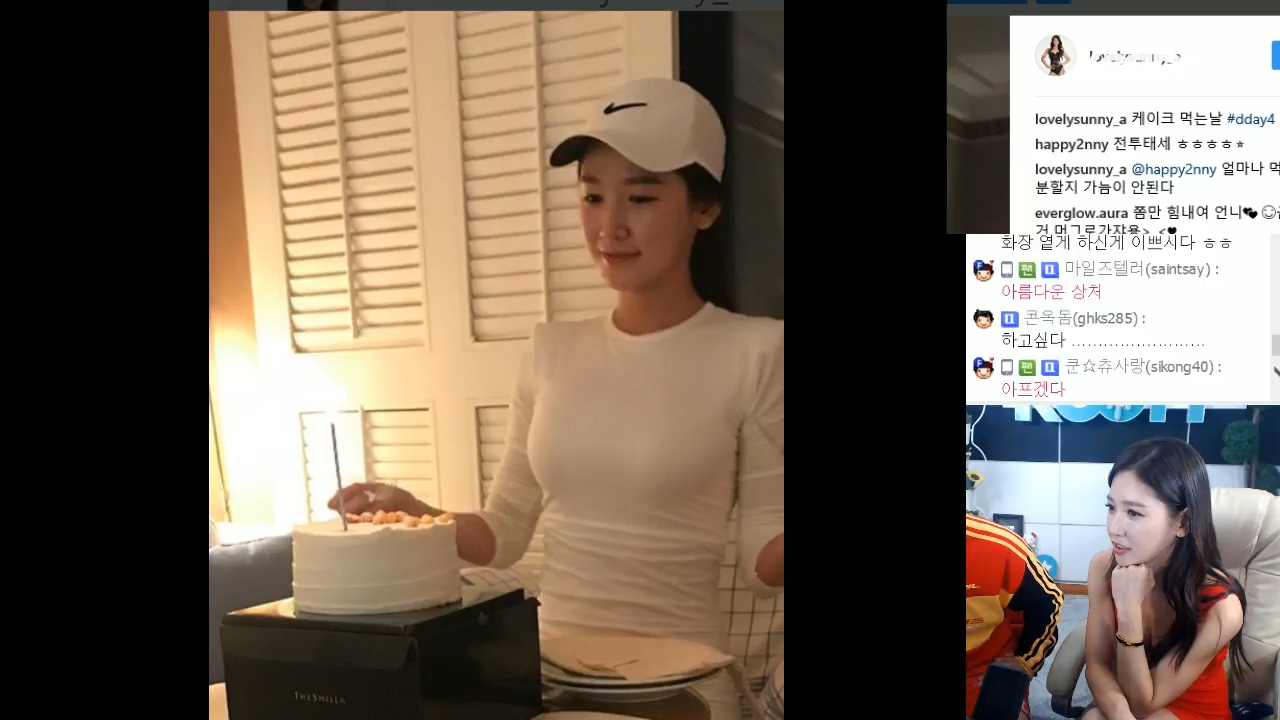 THE SHILLA
lovelysunny_a
lovelysunny_a 케이크 먹는날 #dday4
happy2nny 전투태세 ㅎㅎㅎㅎ*
lovelysunny_a @happy2nny 얼마나 먹
분할지 가늠이 안된다
everglow.aura 쫌만 힘내여 언니
화장 옅게 하신게 이쁘시다 ㅎㅎ
팬 마일즈텔러(saintsay) :
아름다운 상쳐
콘옥돔(ghks285) :
하고싶다 ........................
팬 쿤☆츄사랑(sikong40) :
아프겠다